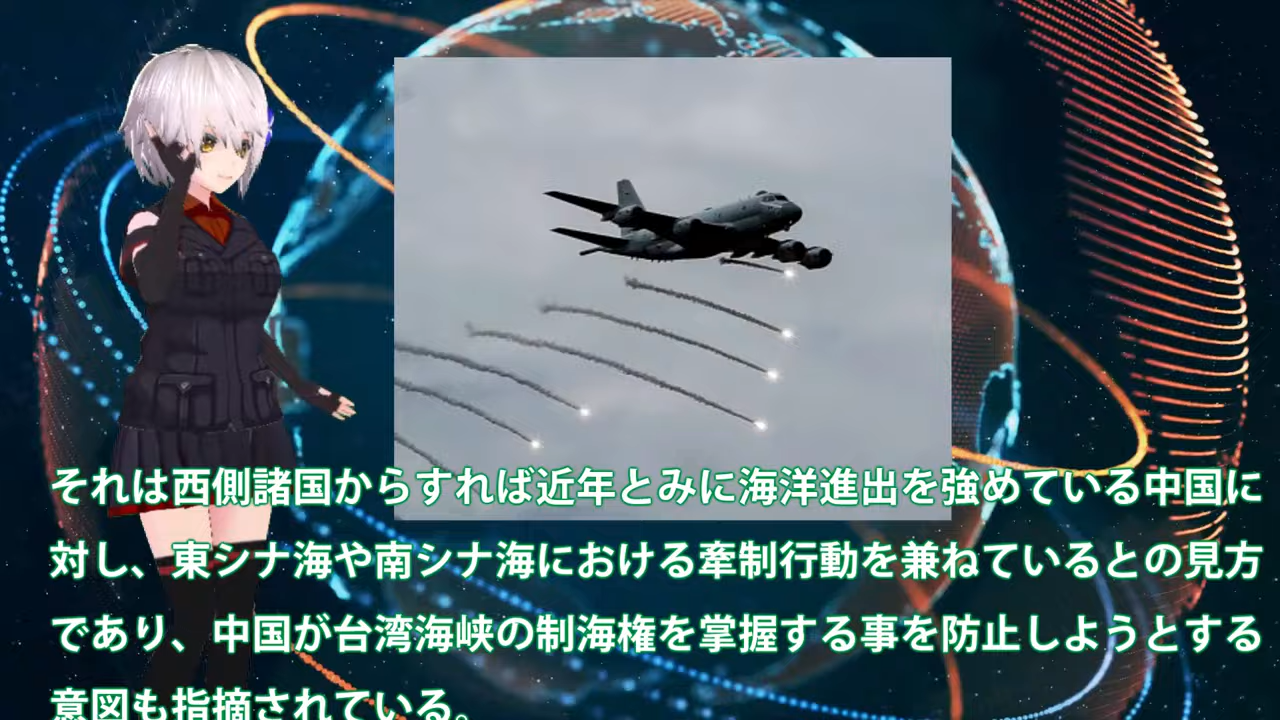 それは西側諸国からすれば近年とみに海洋進出を強めている中国に
対し、東シナ海や南シナ海における牽制行動を兼ねているとの見方
であり、中国が台湾海峡の制海権を掌握する事を防止しようとする
意図も指摘されている。